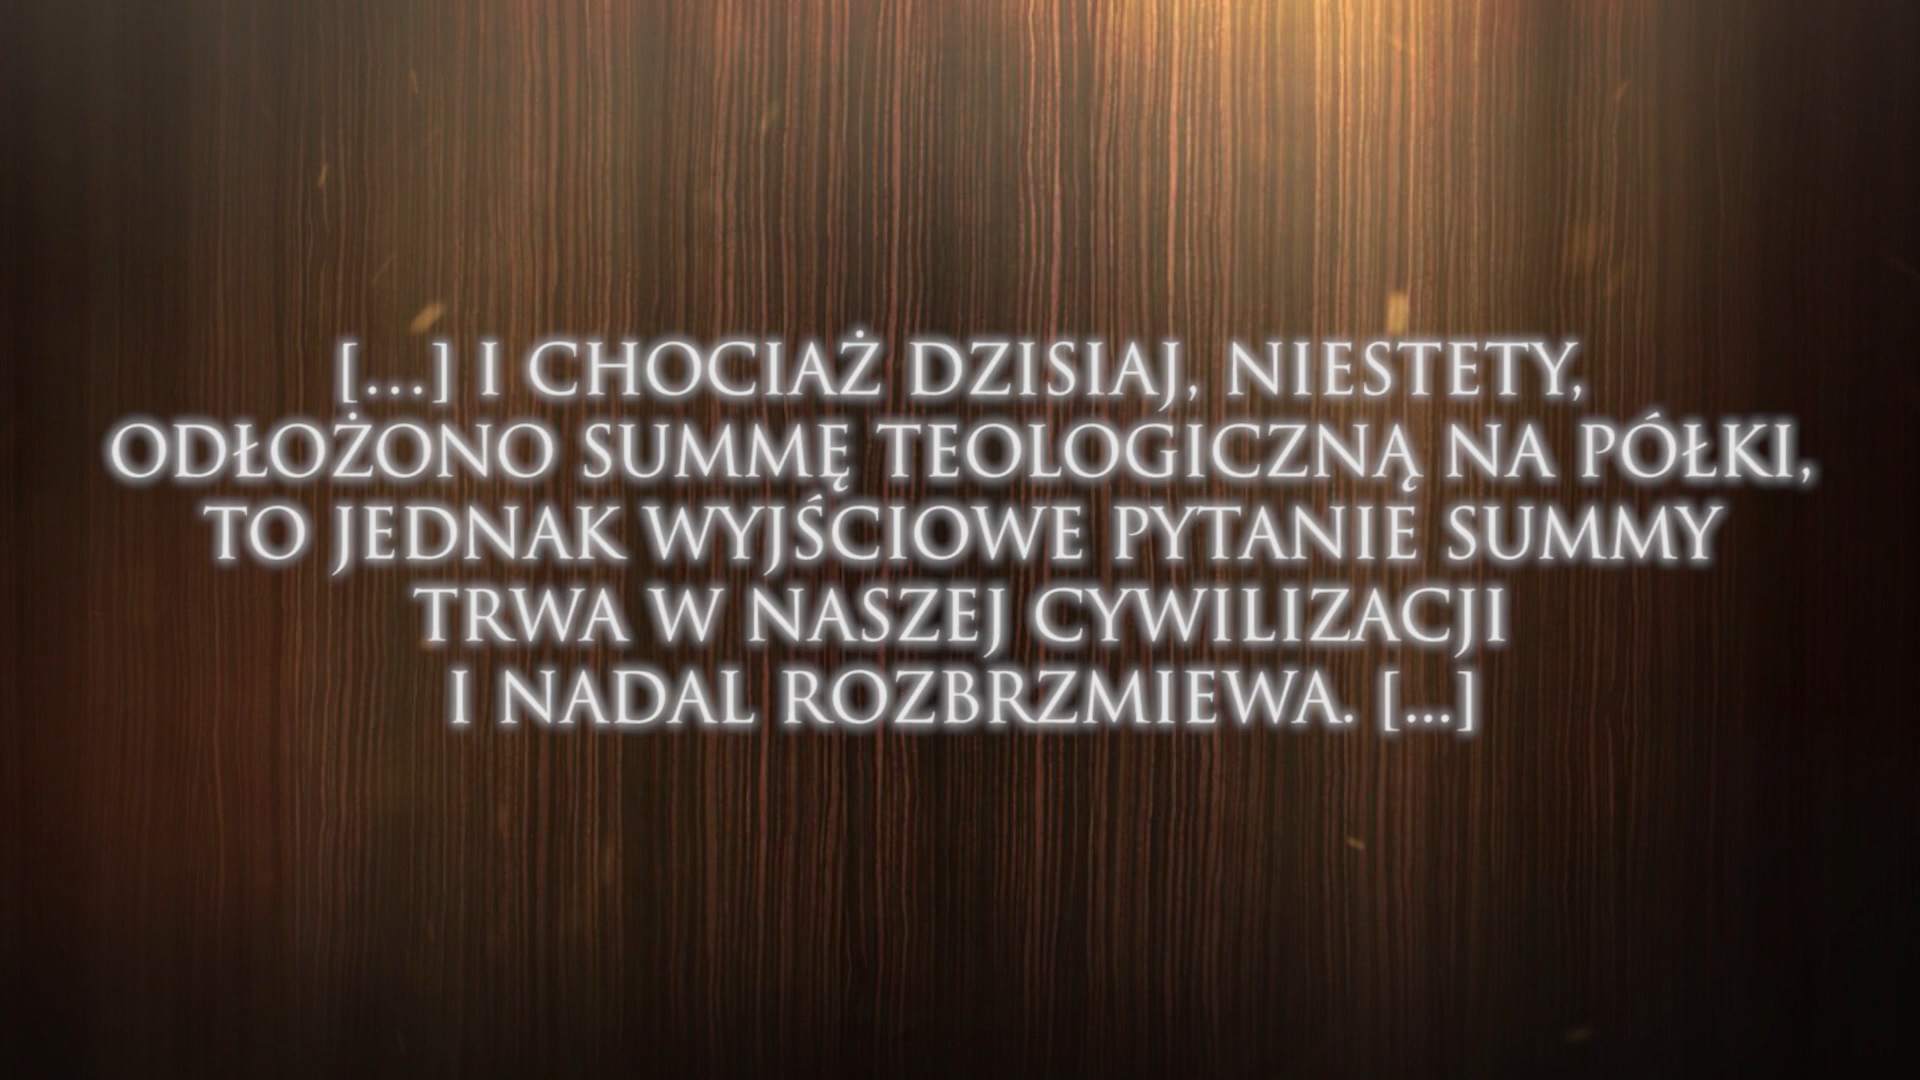 [...] I CHOCIAŻ DZISIAJ, NIESTETY,
ODŁOŻONO SUMMĘ TEOLOGICZNĄ NA PÓŁKI,
TO JEDNAK WYJŚCIOWE PYTANIE SUMMY
TRWA W NASZEJ CYWILIZACJI
I NADAL ROZBRZMIEWA. [...]